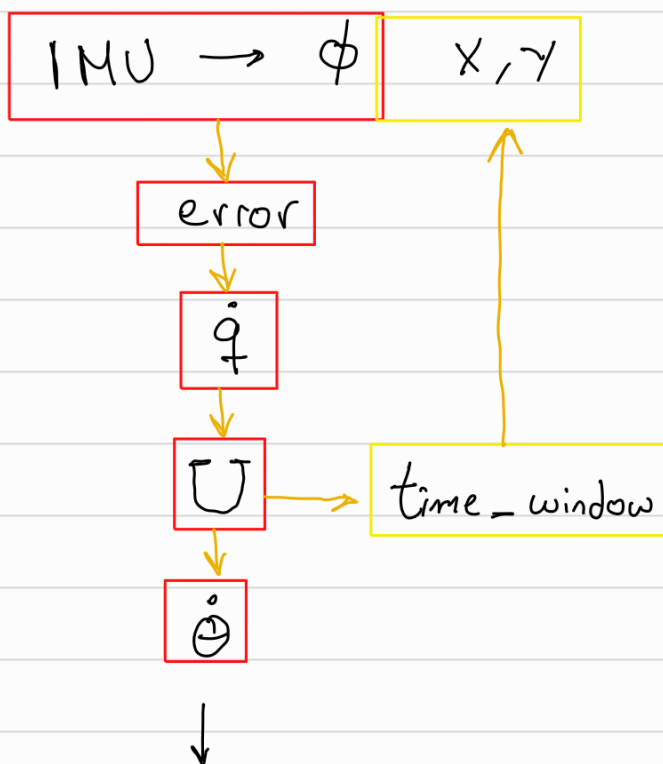 IMU → ϕ x, y
error
q̇
U
time_window
θ̇